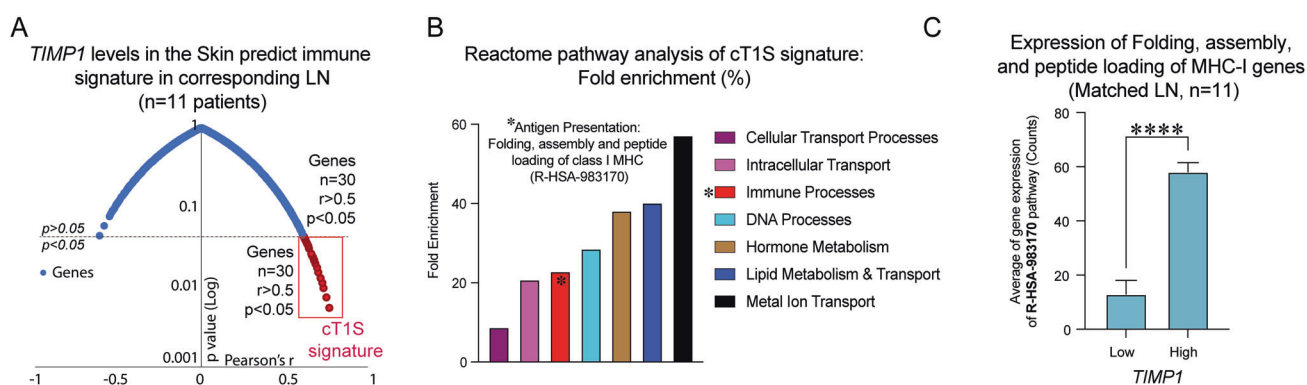 A
TIMP1 levels in the Skin predict immune
signature in corresponding LN
(n=11 patients)
1
Genes
n=30
r>0.5
p<0.05
0.1
p>0.05
p<0.05
Genes
Genes
n=30
r>0.5
p<0.05
0.01
p value (Log)
cT1S
signature
0.001
Pearson's r
-1
-0.5
0
0.5
1
B
Reactome pathway analysis of cT1S signature:
Fold enrichment (%)
60
40
20
0
Fold Enrichment
*Antigen Presentation:
Folding, assembly and peptide
loading of class I MHC
(R-HSA-983170)
*
Cellular Transport Processes
Intracellular Transport
*Immune Processes
DNA Processes
Hormone Metabolism
Lipid Metabolism & Transport
Metal Ion Transport
C
Expression of Folding, assembly,
and peptide loading of MHC-I genes
(Matched LN, n=11)
80
60
40
20
0
Average of gene expression
of R-HSA-983170 pathway (Counts)
****
Low
High
TIMP1